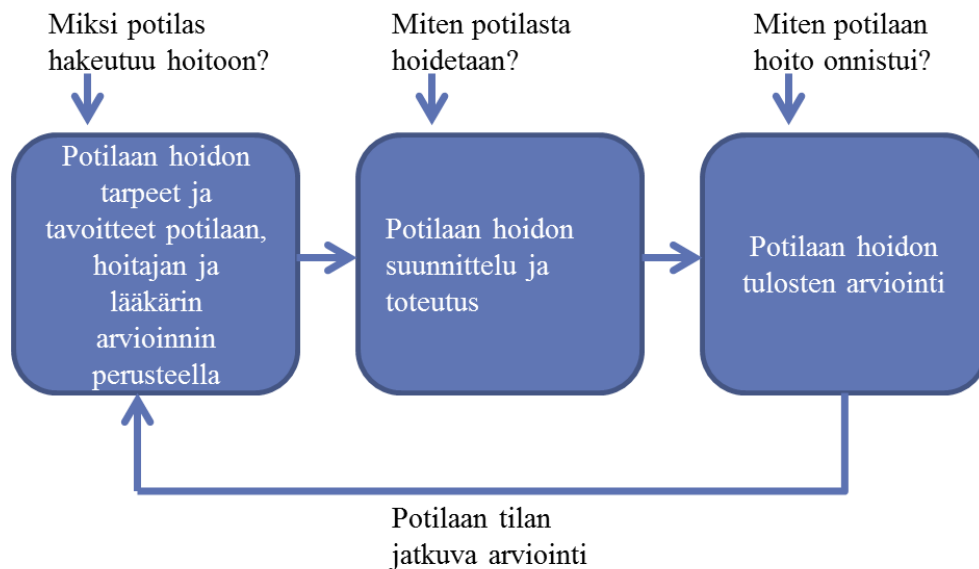 Miksi potilas
hakeutuu hoitoon?
Miten potilasta
hoidetaan?
Miten potilaan
hoito onnistui?
Potilaan hoidon
tarpeet ja
tavoitteet potilaan,
hoitajan ja
lääkärin
arvioinnin
perusteella
Potilaan hoidon
suunnittelu ja
toteutus
Potilaan hoidon
tulosten arviointi
Potilaan tilan
jatkuva arviointi